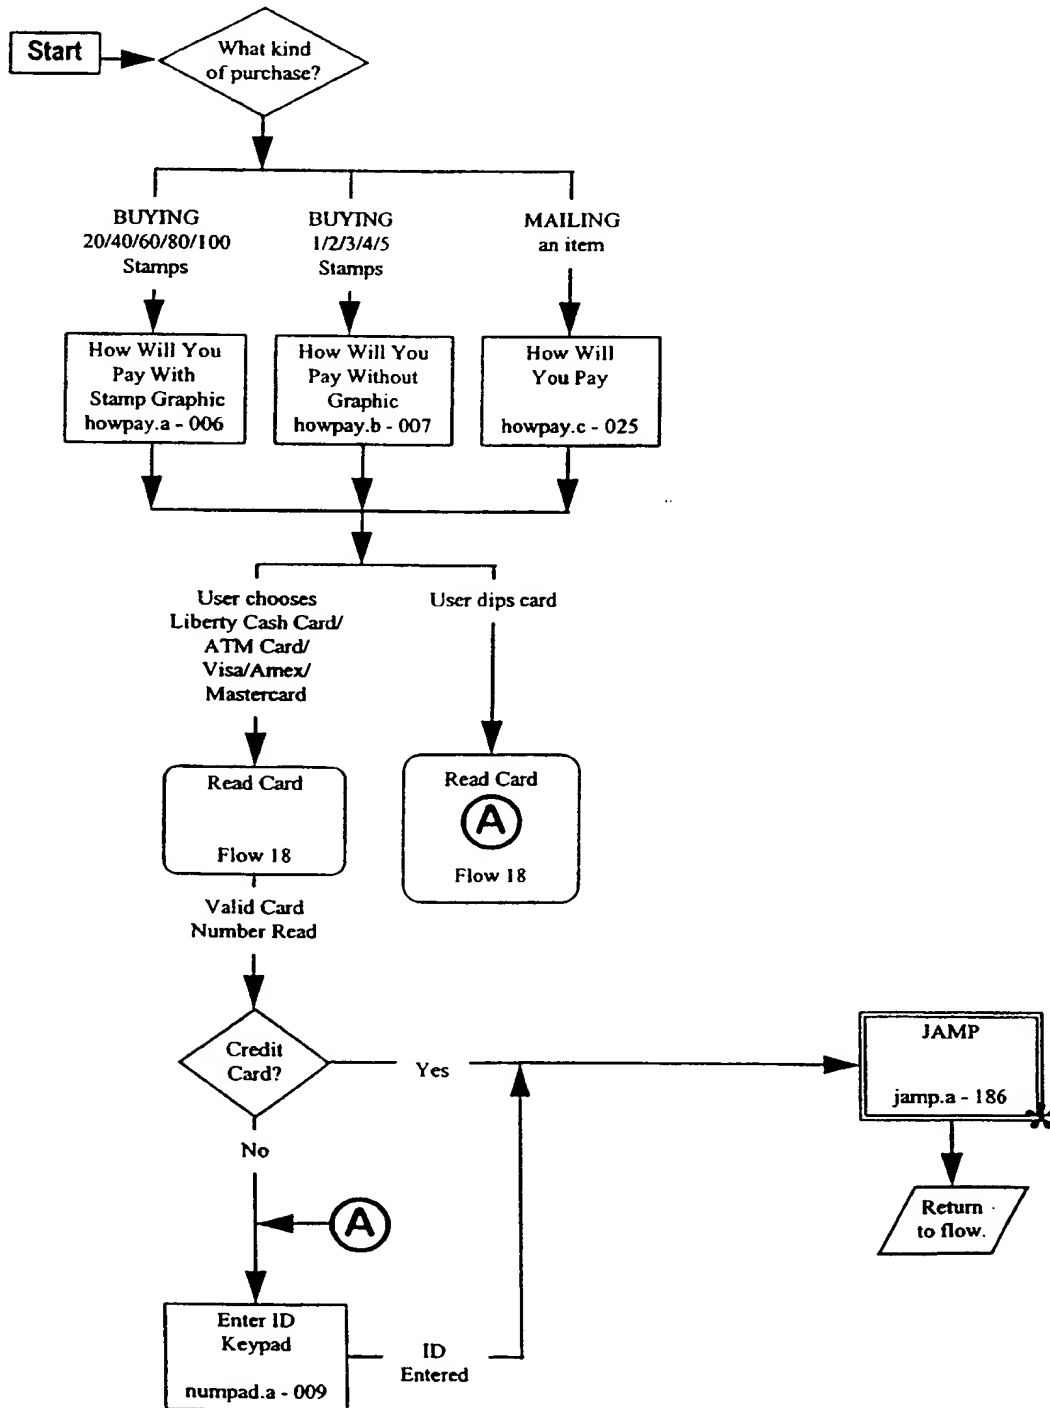 Start
What kind
of purchase?
BUYING
20/40/60/80/100
Stamps
BUYING
1/2/3/4/5
Stamps
MAILING
an item
How Will You
Pay With
Stamp Graphic
howpay.a - 006
How Will You
Pay Without
Graphic
howpay.b - 007
How Will
You Pay
howpay.c - 025
User chooses
Liberty Cash Card/
ATM Card/
Visa/Amex/
Mastercard
User dips card
Read Card
Flow 18
Read Card
A
Flow 18
Valid Card
Number Read
Credit
Card?
Yes
No
JAMP
jamp.a - 186
Return
to flow.
A
Enter ID
Keypad
numpad.a - 009
ID
Entered